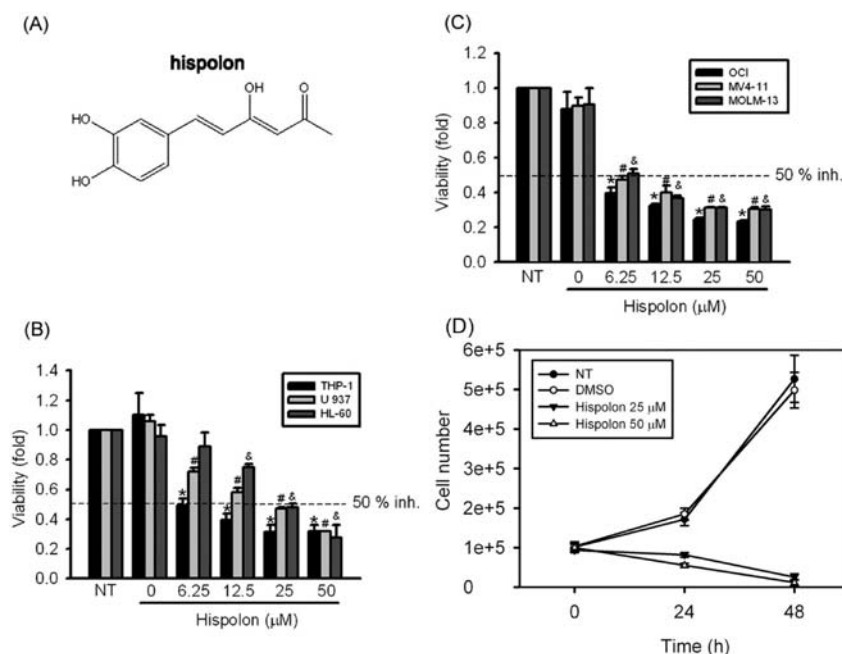 (A)
hispolon
OH
O
HO
HO
(B)
1.4
1.2
1.0
0.8
0.6
0.4
0.2
0.0
Viability (fold)
THP-1
U 937
HL-60
50 % inh.
* # * # & * # & * # &
NT 0 6.25 12.5 25 50
Hispolon (μM)
(C)
1.2
1.0
0.8
0.6
0.4
0.2
0.0
Viability (fold)
OCI
MV4-11
MOLM-13
50 % inh.
* # & * # & * # & * # &
NT 0 6.25 12.5 25 50
Hispolon (μM)
(D)
6e+5
5e+5
4e+5
3e+5
2e+5
1e+5
0
Cell number
NT
DMSO
Hispolon 25 μM
Hispolon 50 μM
0 24 48
Time (h)